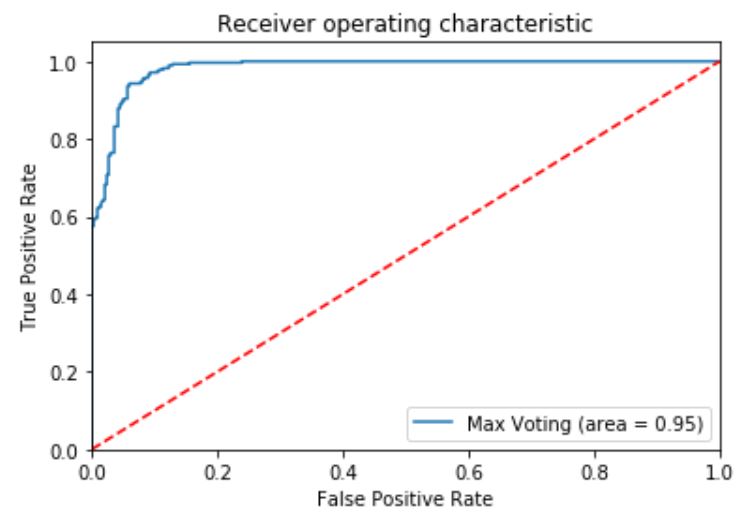 Receiver operating characteristic
1.0
0.8
0.6
0.4
0.2
0.0
True Positive Rate
Max Voting (area = 0.95)
0.0 0.2 0.4 0.6 0.8 1.0
False Positive Rate